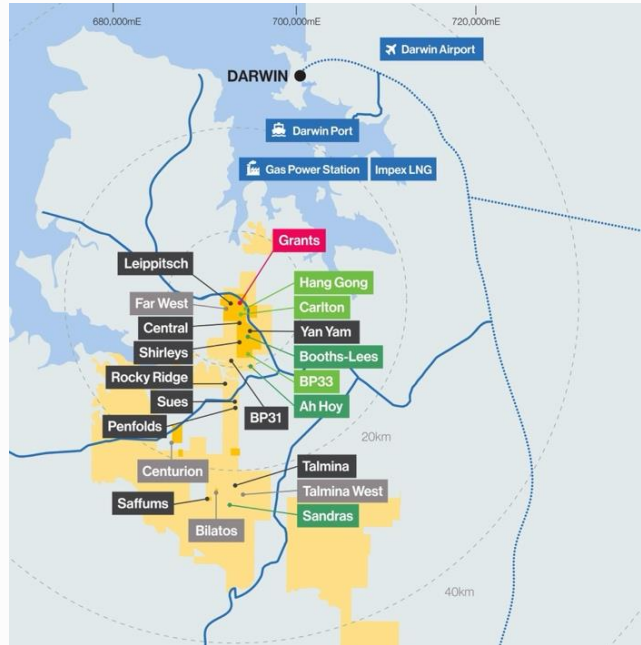 680,000mE
700,000mE
720,000mE
Darwin Airport
DARWIN
Darwin Port
Gas Power Station
Impex LNG
Grants
Leippitsch
Hang Gong
Far West
Carlton
Central
Yan Yam
Shirleys
Booths-Lees
Rocky Ridge
BP33
Sues
Ah Hoy
BP31
Penfolds
20km
Centurion
Talmina
Talmina West
Saffums
Sandras
Bilatos
40km